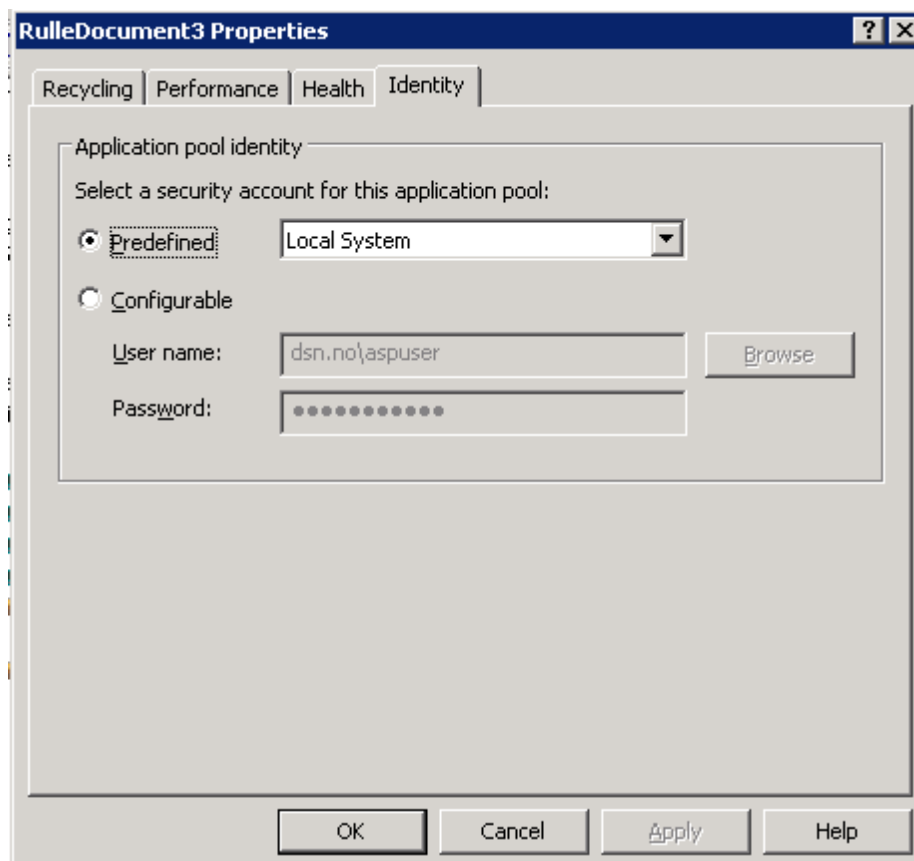 RulleDocument3 Properties
Recycling Performance Health Identity
Application pool identity
Select a security account for this application pool:
Predefined Local System
Configurable
User name: dsn.no\aspuser Browse
Password: ●●●●●●●●●●●
OK Cancel Apply Help